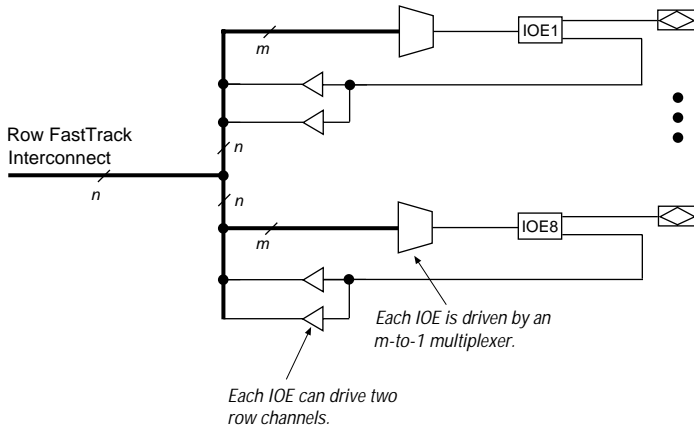 m
IOE1
Row FastTrack
Interconnect
n
n
n
m
IOE8
Each IOE is driven by an
m-to-1 multiplexer.
Each IOE can drive two
row channels.